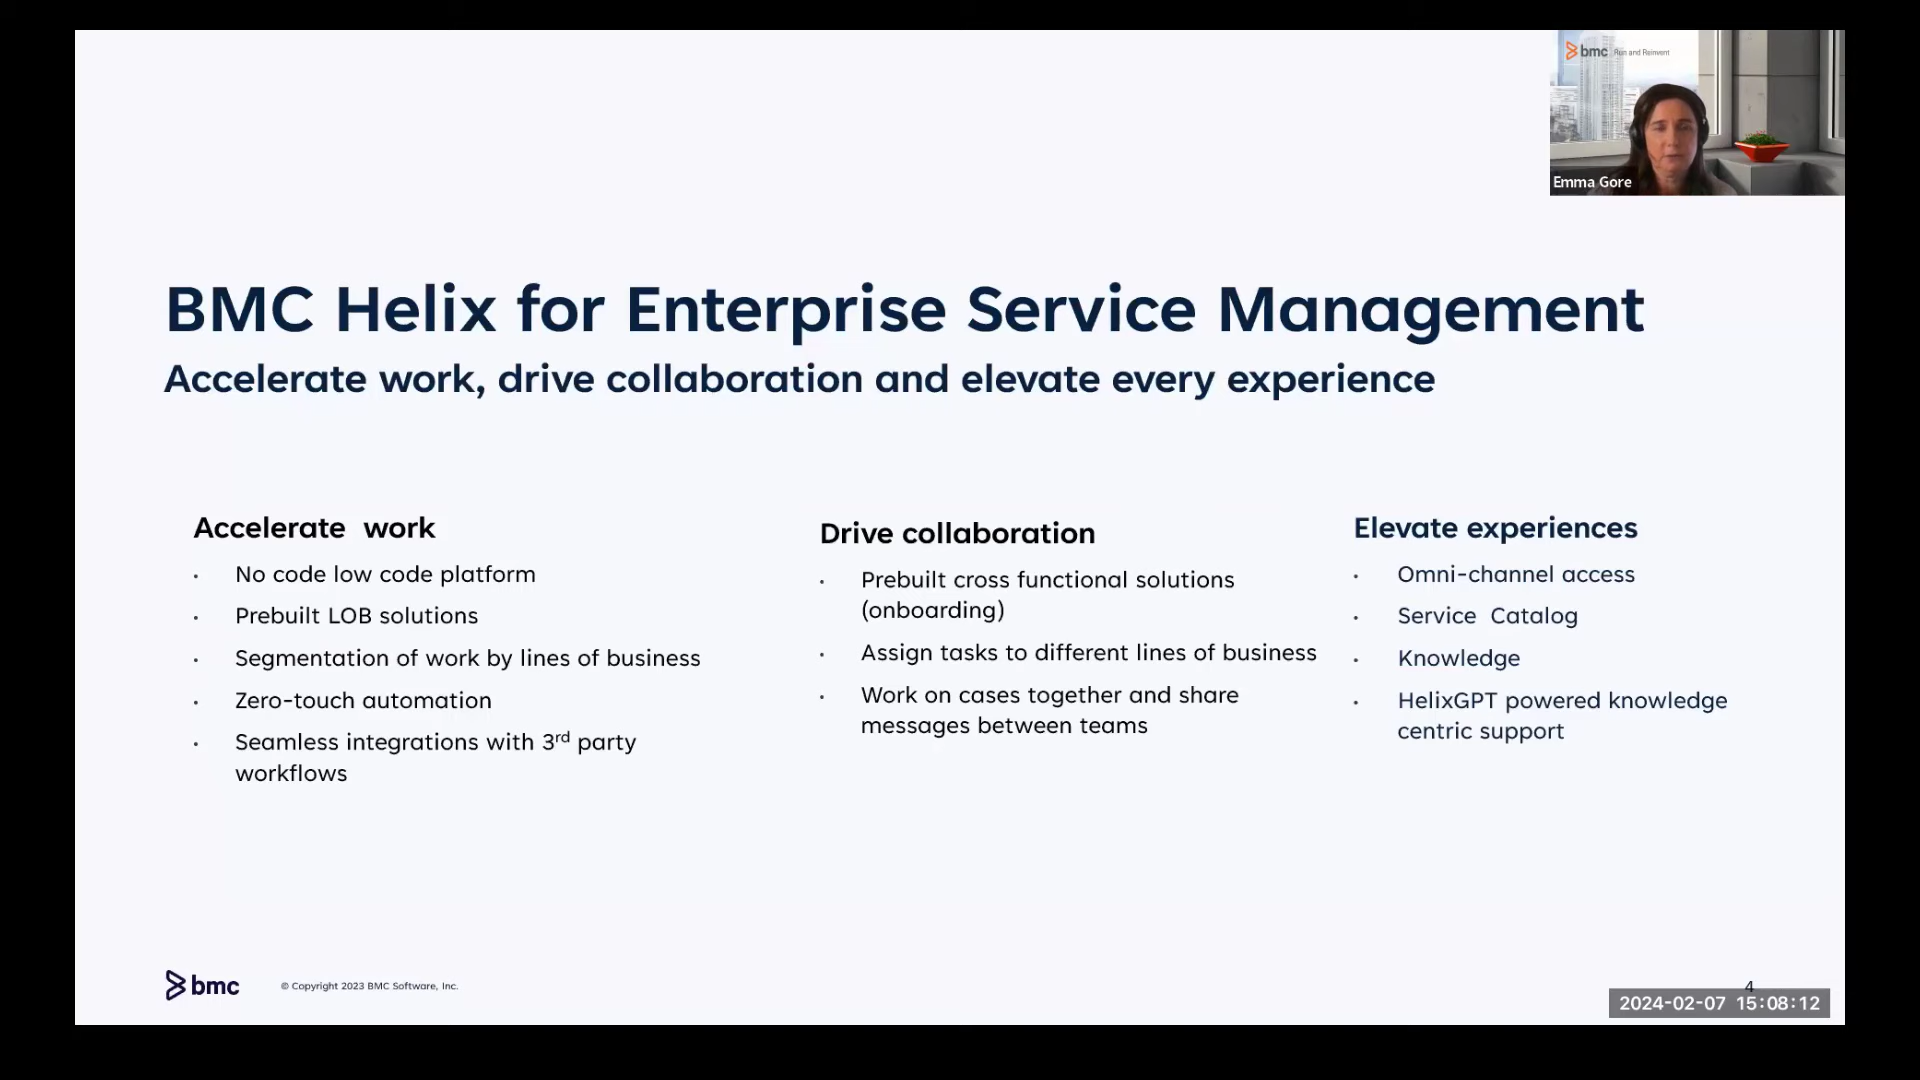 bmc Run and Reinvent
Emma Gore
BMC Helix for Enterprise Service Management
Accelerate work, drive collaboration and elevate every experience
Accelerate  work
· No code low code platform
· Prebuilt LOB solutions
· Segmentation of work by lines of business
· Zero-touch automation
· Seamless integrations with 3rd party
workflows
Drive collaboration
· Prebuilt cross functional solutions
(onboarding)
· Assign tasks to different lines of business
· Work on cases together and share
messages between teams
Elevate experiences
· Omni-channel access
· Service  Catalog
· Knowledge
· HelixGPT powered knowledge
centric support
bmc
© Copyright 2023 BMC Software, Inc.
4
2024-02-07 15:08:12